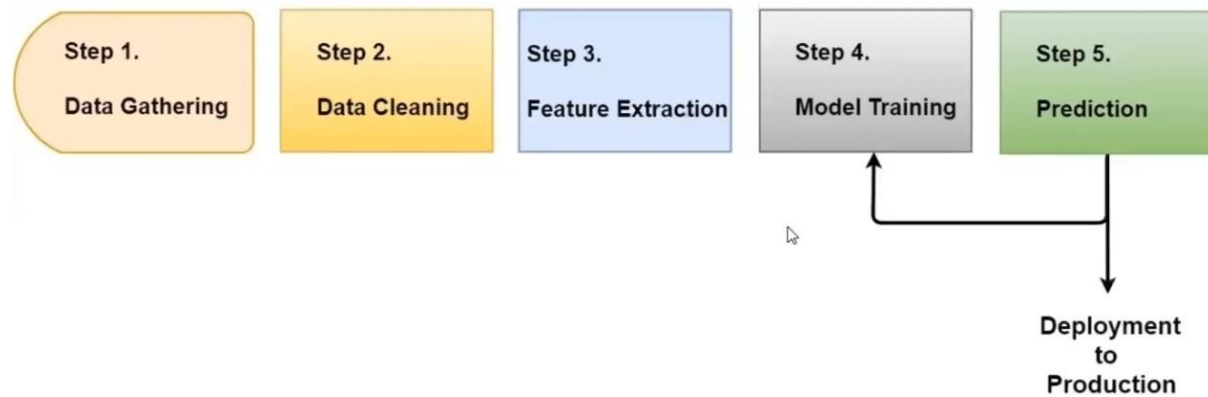 Step 1.
Data Gathering
Step 2.
Data Cleaning
Step 3.
Feature Extraction
Step 4.
Model Training
Step 5.
Prediction
Deployment
to
Production